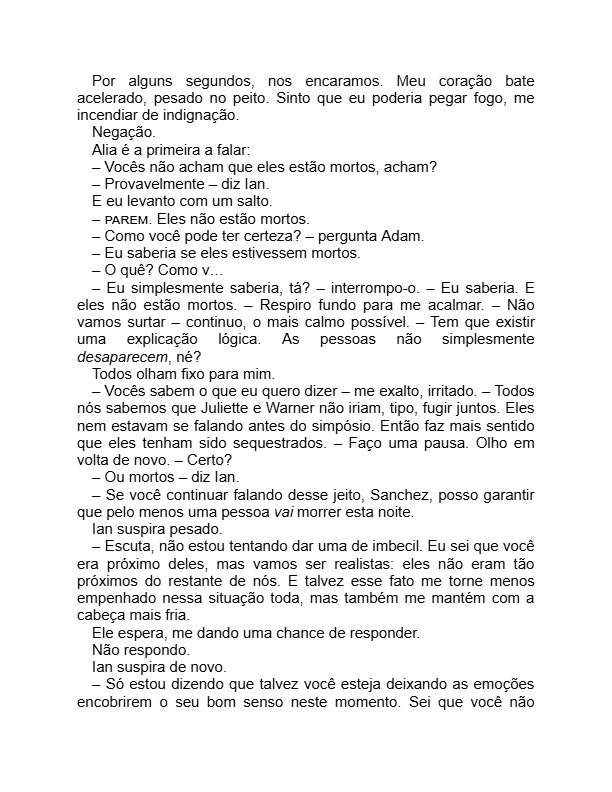 Por alguns segundos, nos encaramos. Meu coração bate
acelerado, pesado no peito. Sinto que eu poderia pegar fogo, me
incendiar de indignação.
Negação.
Alia é a primeira a falar:
– Vocês não acham que eles estão mortos, acham?
– Provavelmente – diz Ian.
E eu levanto com um salto.
– PAREM. Eles não estão mortos.
– Como você pode ter certeza? – pergunta Adam.
– Eu saberia se eles estivessem mortos.
– O quê? Como v…
– Eu simplesmente saberia, tá? – interrompo-o. – Eu saberia. E
eles não estão mortos. – Respiro fundo para me acalmar. – Não
vamos surtar – continuo, o mais calmo possível. – Tem que existir
uma explicação lógica. As pessoas não simplesmente
desaparecem, né?
Todos olham fixo para mim.
– Vocês sabem o que eu quero dizer – me exalto, irritado. – Todos
nós sabemos que Juliette e Warner não iriam, tipo, fugir juntos. Eles
nem estavam se falando antes do simpósio. Então faz mais sentido
que eles tenham sido sequestrados. – Faço uma pausa. Olho em
volta de novo. – Certo?
– Ou mortos – diz Ian.
– Se você continuar falando desse jeito, Sanchez, posso garantir
que pelo menos uma pessoa vai morrer esta noite.
Ian suspira pesado.
– Escuta, não estou tentando dar uma de imbecil. Eu sei que você
era próximo deles, mas vamos ser realistas: eles não eram tão
próximos do restante de nós. E talvez esse fato me torne menos
empenhado nessa situação toda, mas também me mantém com a
cabeça mais fria.
Ele espera, me dando uma chance de responder.
Não respondo.
Ian suspira de novo.
– Só estou dizendo que talvez você esteja deixando as emoções
encobrirem o seu bom senso neste momento. Sei que você não